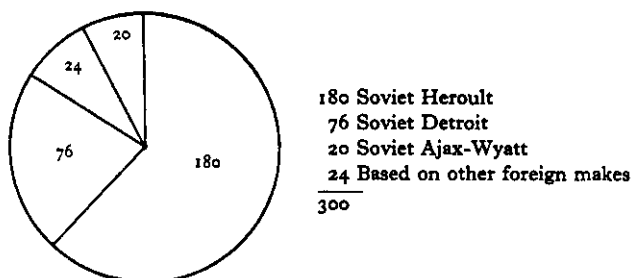 20
24
76
180
180 Soviet Heroult
76 Soviet Detroit
20 Soviet Ajax-Wyatt
24 Based on other foreign makes
300